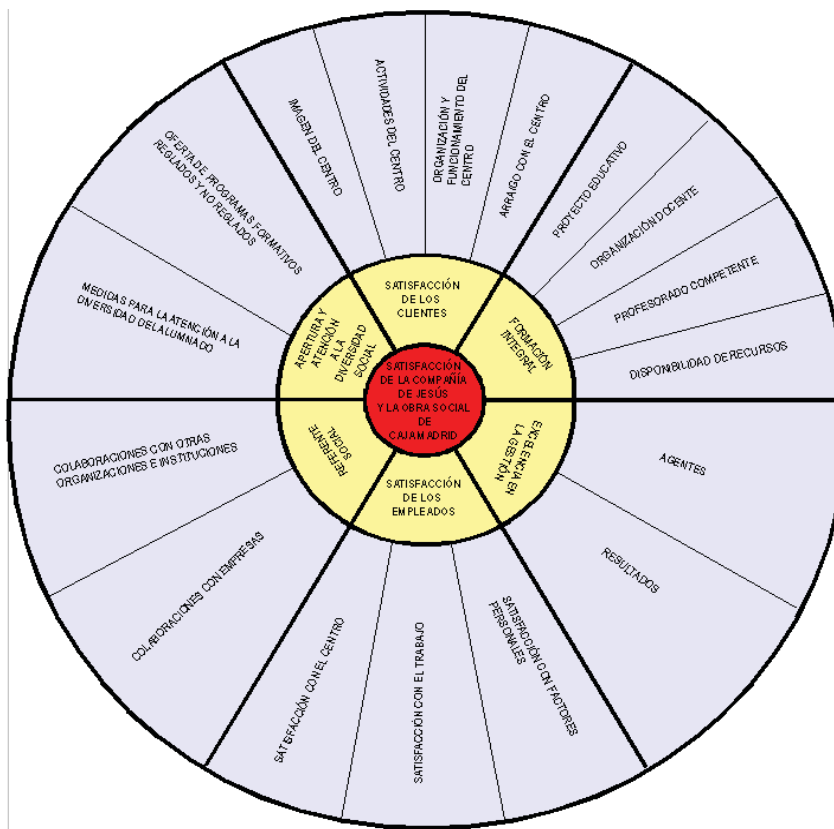 IMAGEN DEL CENTRO
ACTIVIDADES DEL CENTRO
ORGANIZACIÓN Y
FUNCIONAMIENTO DEL
CENTRO
ARRAIGO CON EL CENTRO
PROYECTO EDUCATIVO
ORGANIZACIÓN DOCENTE
PROFESORADO COMPETENTE
DISPONIBILIDAD DE RECURSOS
AGENTES
RESULTADOS
SATISFACCIÓN CON FACTORES
PERSONALES
SATISFACCIÓN CON EL TRABAJO
SATISFACCIÓN CON EL CENTRO
COLABORACIONES CON EMPRESAS
COLABORACIONES CON OTRAS
ORGANIZACIONES E INSTITUCIONES
MEDIDAS PARA LA ATENCIÓN A LA
DIVERSIDAD DEL ALUMNADO
OFERTA DE PROGRAMAS FORMATIVOS
REGLADOS Y NO REGLADOS
SATISFACCIÓN
DE LOS
CLIENTES
FORMACIÓN
INTEGRAL
EXCELENCIA EN
LA GESTIÓN
SATISFACCIÓN
DE LOS
EMPLEADOS
REFERENTE
SOCIAL
APERTURA Y
ATENCIÓN
A LA
DIVERSIDAD
SOCIAL
SATISFACCIÓN
DE LA COMPAÑÍA
DE JESÚS
Y LA OBRA SOCIAL
DE
CAJAMADRID